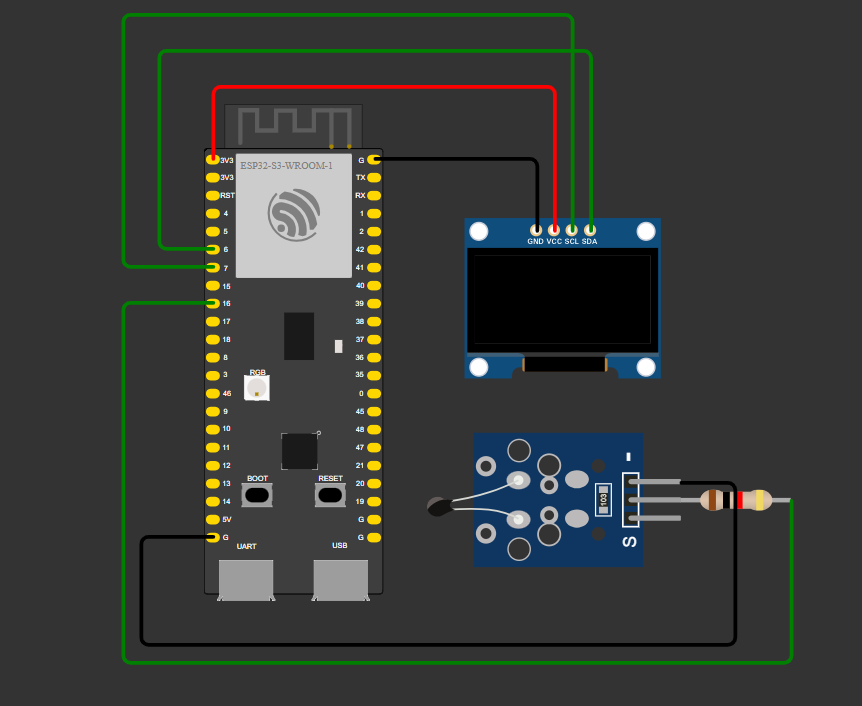 3V3 G
ESP32-S3-WROOM-1
3V3 TX
RST RX
4 1
5 2
6 42
7 41
15 40
16 39
17 38
18 37
8 36
3 35
46 0
9 45
10 48
11 47
12 21
13 20
14 19
5V G
G G
RGB
BOOT RESET
UART USB
GND VCC SCL SDA
103
-
S